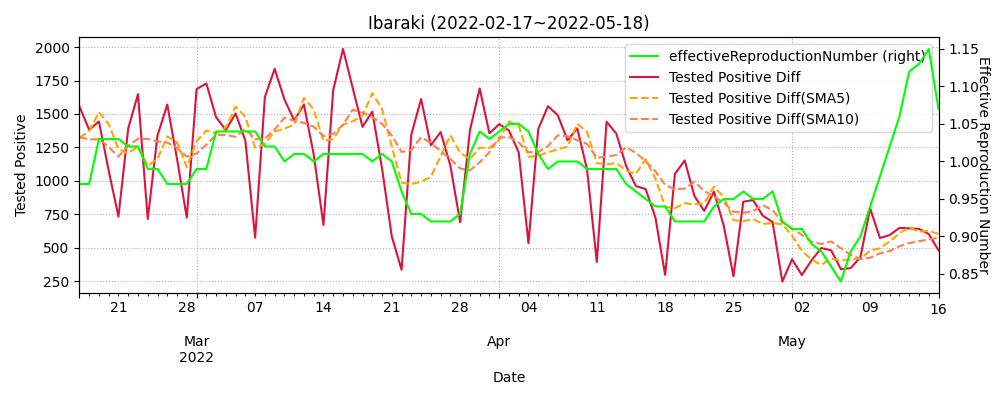 Ibaraki (2022-02-17~2022-05-18)
effectiveReproductionNumber (right)
Tested Positive Diff
Tested Positive Diff(SMA5)
Tested Positive Diff(SMA10)
Tested Positive
2000
1750
1500
1250
1000
750
500
250
1.15
1.10
1.05
1.00
0.95
0.90
0.85
Effective Reproduction Number
21 28 07 14 21 28 04 11 18 25 02 09 16
Mar Apr May
2022
Date